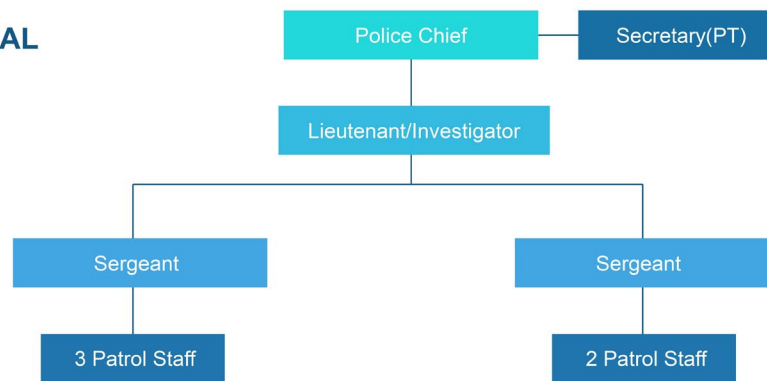 AL
Police Chief
Secretary(PT)
Lieutenant/Investigator
Sergeant
Sergeant
3 Patrol Staff
2 Patrol Staff